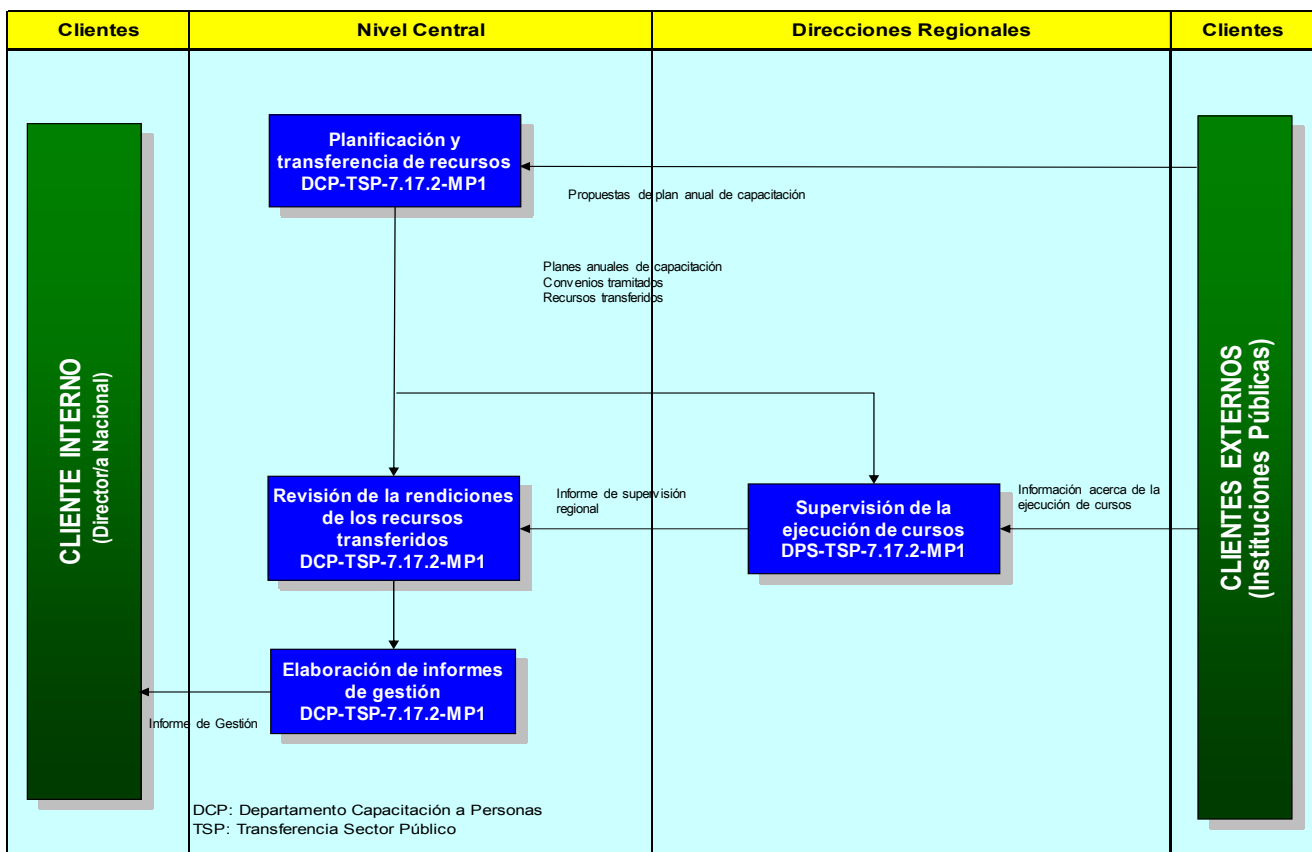 Clientes
Nivel Central
Direcciones Regionales
Clientes
Planificación y
transferencia de recursos
DCP-TSP-7.17.2-MP1
Propuestas de plan anual de capacitación
Planes anuales de capacitación
Convenios tramitados
Recursos transferidos
CLIENTE INTERNO
(Director/a Nacional)
CLIENTES EXTERNOS
(Instituciones Públicas)
Revisión de la rendiciones
de los recursos
transferidos
DCP-TSP-7.17.2-MP1
Informe de supervisión
regional
Supervisión de la
ejecución de cursos
DPS-TSP-7.17.2-MP1
Información acerca de la
ejecución de cursos
Elaboración de informes
de gestión
DCP-TSP-7.17.2-MP1
Informe de Gestión
DCP: Departamento Capacitación a Personas
TSP: Transferencia Sector Público